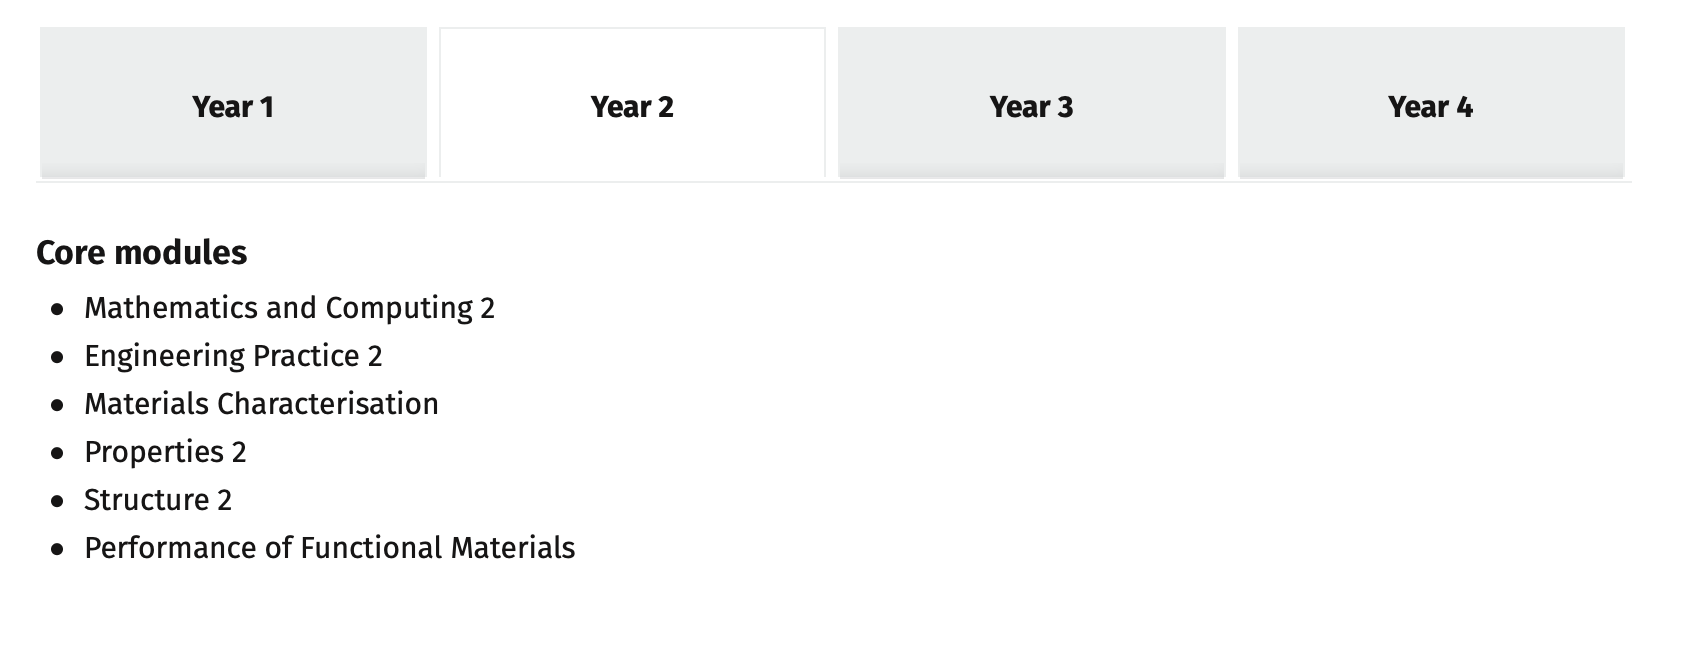 Year 1
Year 2
Year 3
Year 4
Core modules
Mathematics and Computing 2
Engineering Practice 2
Materials Characterisation
Properties 2
Structure 2
Performance of Functional Materials